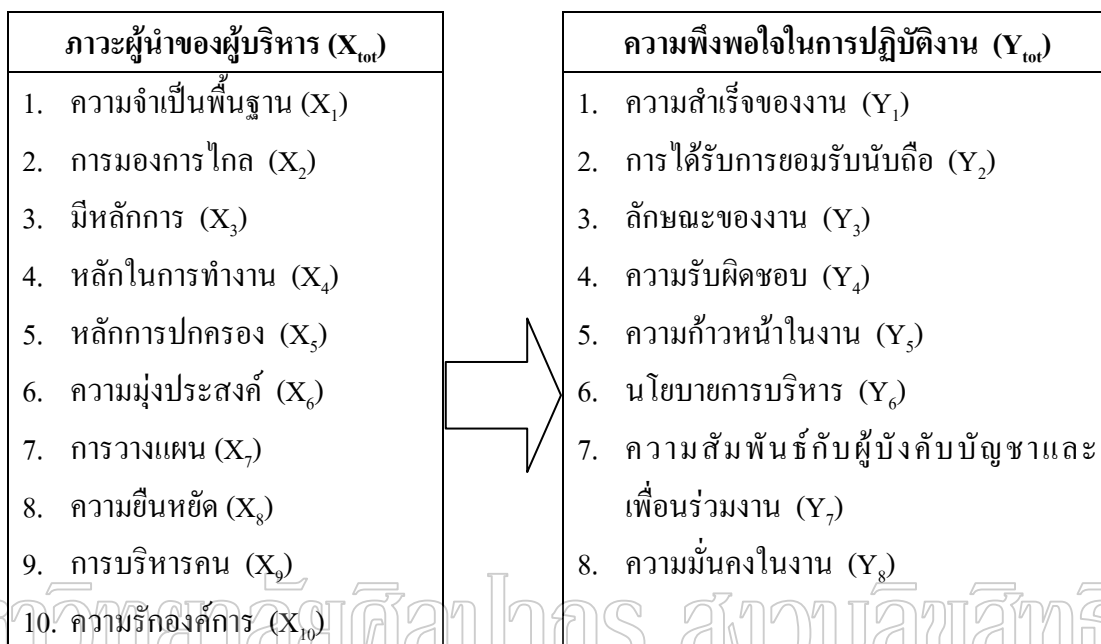 ภาวะผู้นำของผู้บริหาร (Xtot)
1. ความจำเป็นพื้นฐาน (X1)
2. การมองการไกล (X2)
3. มีหลักการ (X3)
4. หลักในการทำงาน (X4)
5. หลักการปกครอง (X5)
6. ความมุ่งประสงค์ (X6)
7. การวางแผน (X7)
8. ความยืนหยัด (X8)
9. การบริหารคน (X9)
10. ความรักองค์การ (X10)
ความพึงพอใจในการปฏิบัติงาน (Ytot)
1. ความสำเร็จของงาน (Y1)
2. การได้รับการยอมรับนับถือ (Y2)
3. ลักษณะของงาน (Y3)
4. ความรับผิดชอบ (Y4)
5. ความก้าวหน้าในงาน (Y5)
6. นโยบายการบริหาร (Y6)
7. ความสัมพันธ์กับผู้บังคับบัญชาและ
เพื่อนร่วมงาน (Y7)
8. ความมั่นคงในงาน (Y8)